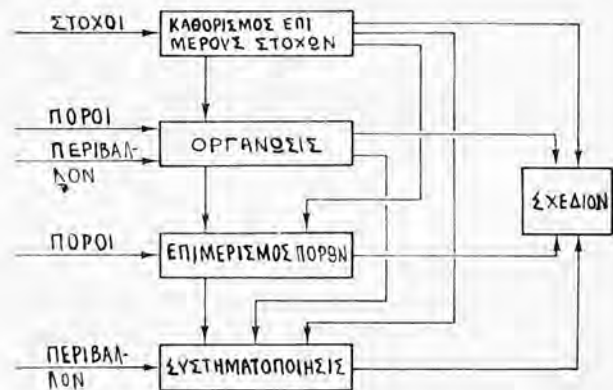 ΣΤΟΧΟΙ
ΚΑΘΟΡΙΣΜΟΣ ΕΠΙ
ΜΕΡΟΥΣ ΣΤΟΧΩΝ
ΠΟΡΟΙ
ΠΕΡΙΒΑΛ-
ΛΟΝ
ΟΡΓΑΝΩΣΙΣ
ΣΧΕΔΙΟΝ
ΠΟΡΟΙ
ΕΠΙΜΕΡΙΣΜΟΣ ΠΟΡΩΝ
ΠΕΡΙΒΑΛ-
ΛΟΝ
ΣΥΣΤΗΜΑΤΟΠΟΙΗΣΙΣ